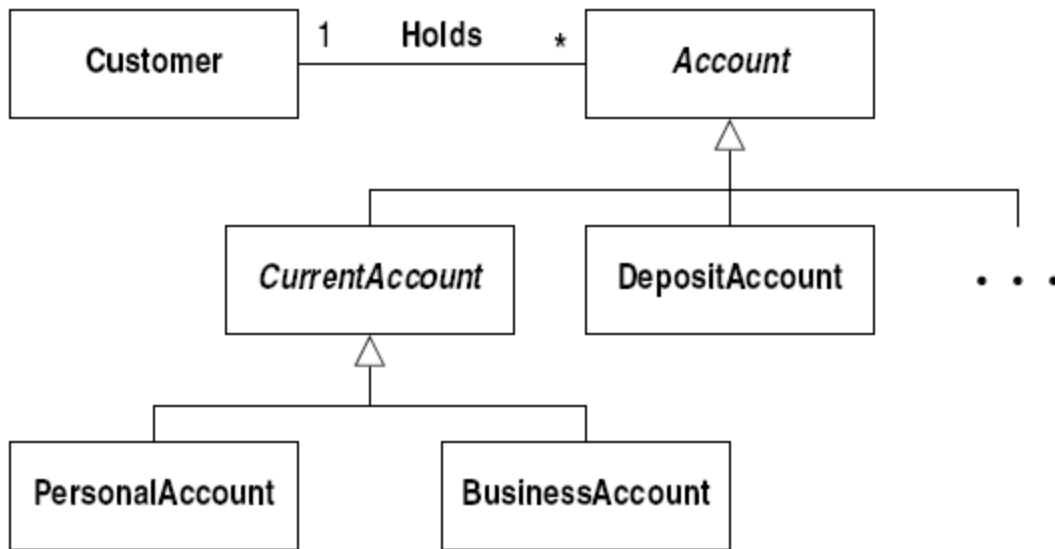 Customer
1 Holds *
Account
CurrentAccount
DepositAccount
. . .
PersonalAccount
BusinessAccount